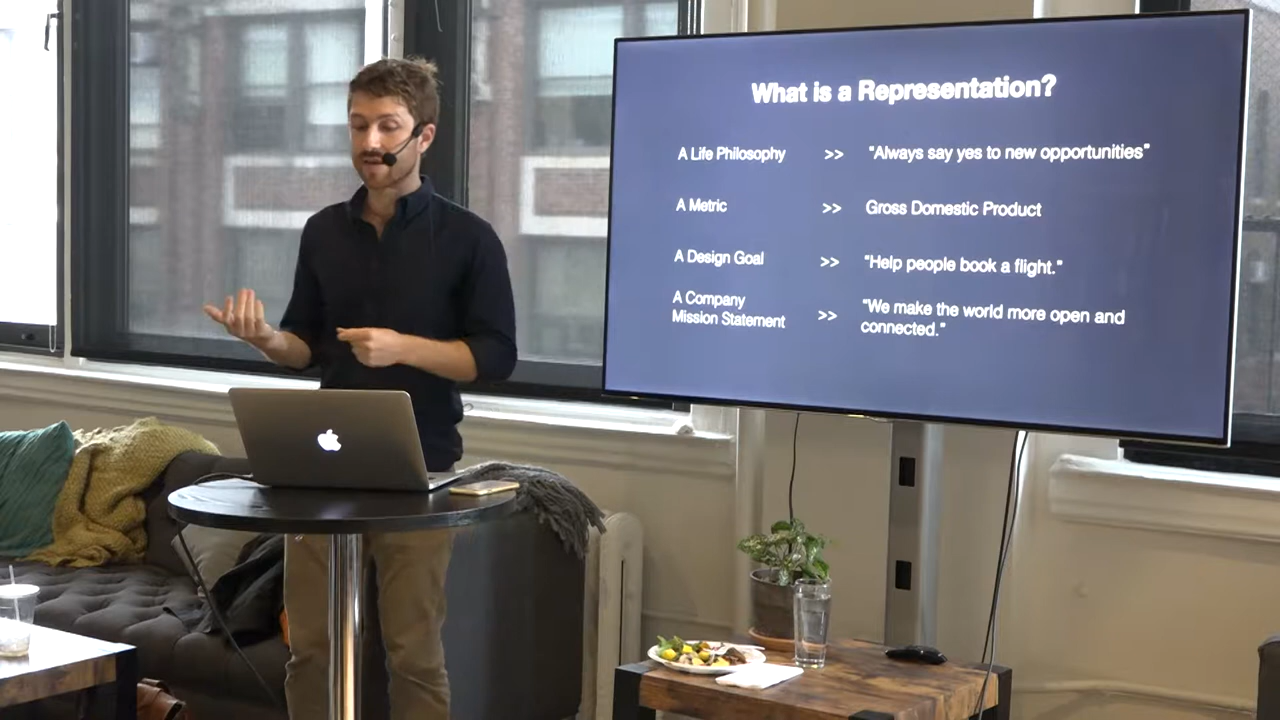 What is a Representation?
A Life Philosophy >> "Always say yes to new opportunities"
A Metric >> Gross Domestic Product
A Design Goal >> "Help people book a flight."
A Company
Mission Statement >> "We make the world more open and
connected."